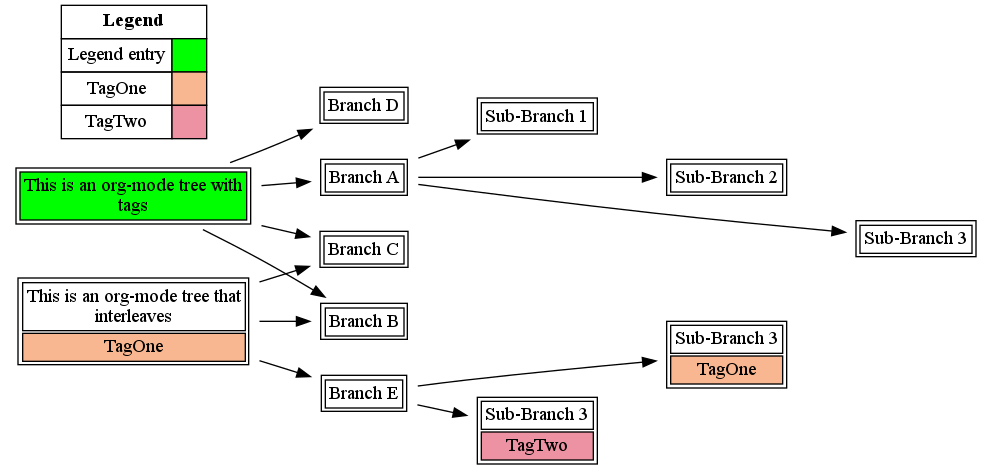 Legend
Legend entry
TagOne
TagTwo
This is an org-mode tree with
tags
This is an org-mode tree that
interleaves
TagOne
Branch D
Branch A
Branch C
Branch B
Branch E
Sub-Branch 1
Sub-Branch 2
Sub-Branch 3
Sub-Branch 3
TagOne
Sub-Branch 3
TagTwo